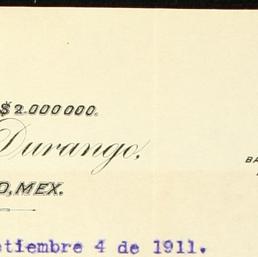 $ 2.000000.
Durango,
O, MEX.
BA
etiembre 4 de 1911.